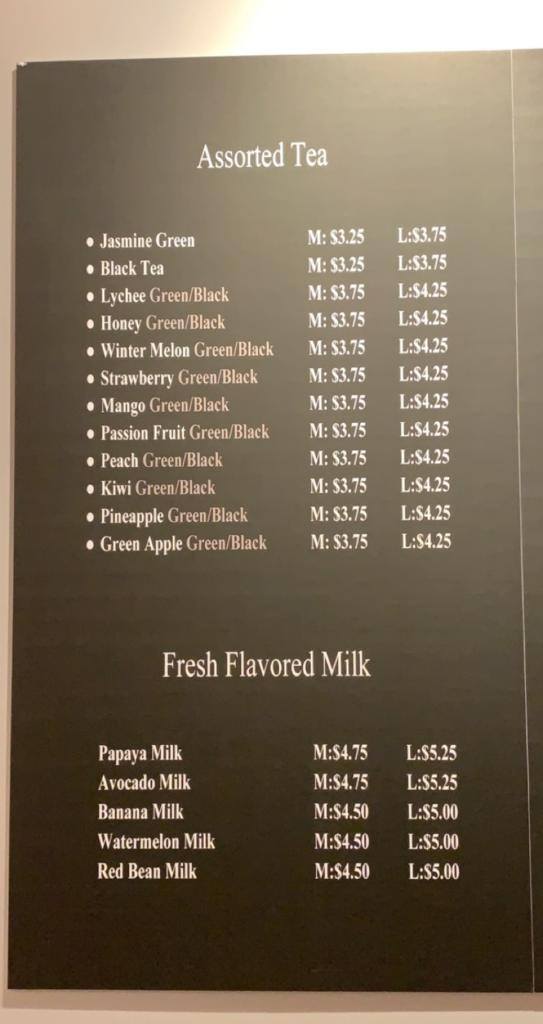 Assorted Tea
• Jasmine Green M: $3.25 L:$3.75
• Black Tea M: $3.25 L:$3.75
• Lychee Green/Black M: $3.75 L:$4.25
• Honey Green/Black M: $3.75 L:$4.25
• Winter Melon Green/Black M: $3.75 L:$4.25
• Strawberry Green/Black M: $3.75 L:$4.25
• Mango Green/Black M: $3.75 L:$4.25
• Passion Fruit Green/Black M: $3.75 L:$4.25
• Peach Green/Black M: $3.75 L:$4.25
• Kiwi Green/Black M: $3.75 L:$4.25
• Pineapple Green/Black M: $3.75 L:$4.25
• Green Apple Green/Black M: $3.75 L:$4.25
Fresh Flavored Milk
Papaya Milk M:$4.75 L:$5.25
Avocado Milk M:$4.75 L:$5.25
Banana Milk M:$4.50 L:$5.00
Watermelon Milk M:$4.50 L:$5.00
Red Bean Milk M:$4.50 L:$5.00